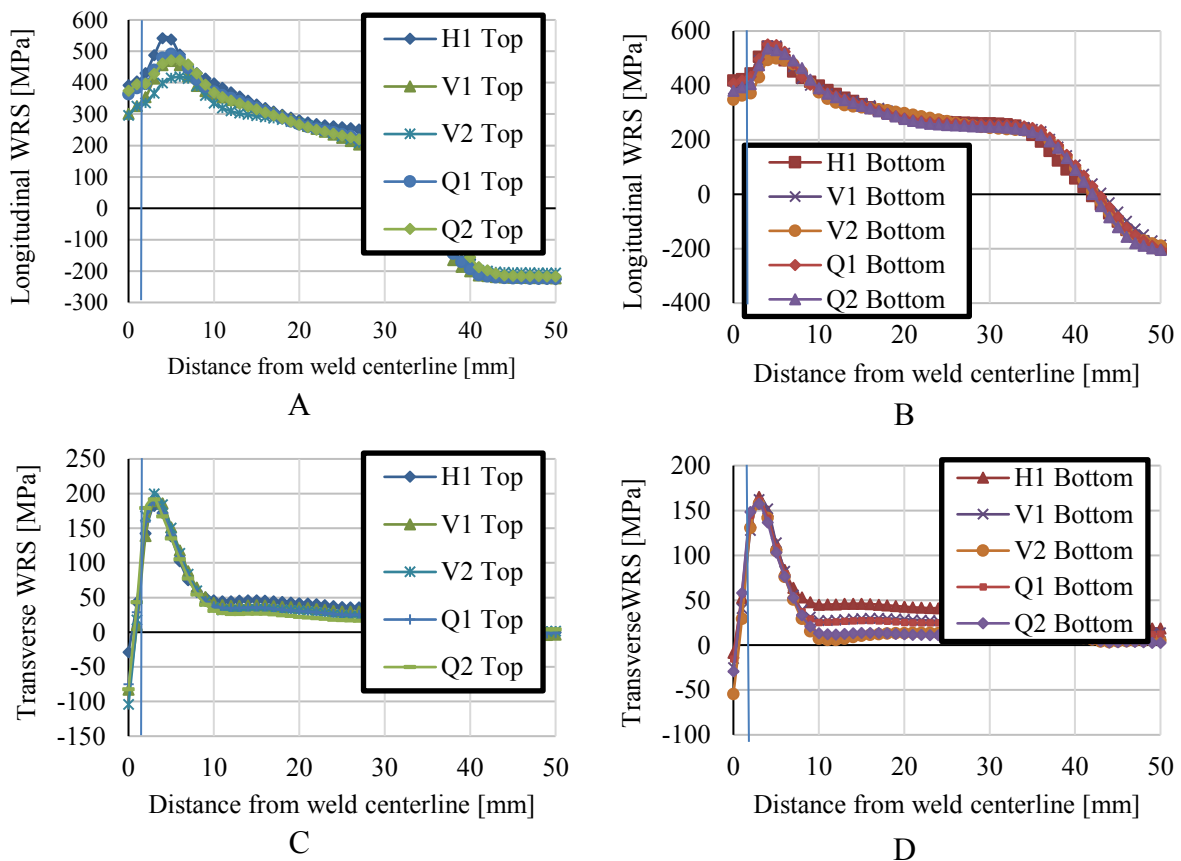 Longitudinal WRS [MPa]
600
500
400
300
200
100
0
-100
-200
-300
H1 Top
V1 Top
V2 Top
Q1 Top
Q2 Top
0 10 20 30 40 50
Distance from weld centerline [mm]
A
Longitudinal WRS [MPa]
600
400
200
0
-200
-400
H1 Bottom
V1 Bottom
V2 Bottom
Q1 Bottom
Q2 Bottom
0 10 20 30 40 50
Distance from weld centerline [mm]
B
Transverse WRS [MPa]
250
200
150
100
50
0
-50
-100
-150
H1 Top
V1 Top
V2 Top
Q1 Top
Q2 Top
0 10 20 30 40 50
Distance from weld centerline [mm]
C
TransverseWRS [MPa]
200
150
100
50
0
-50
-100
H1 Bottom
V1 Bottom
V2 Bottom
Q1 Bottom
Q2 Bottom
0 10 20 30 40 50
Distance from weld centerline [mm]
D